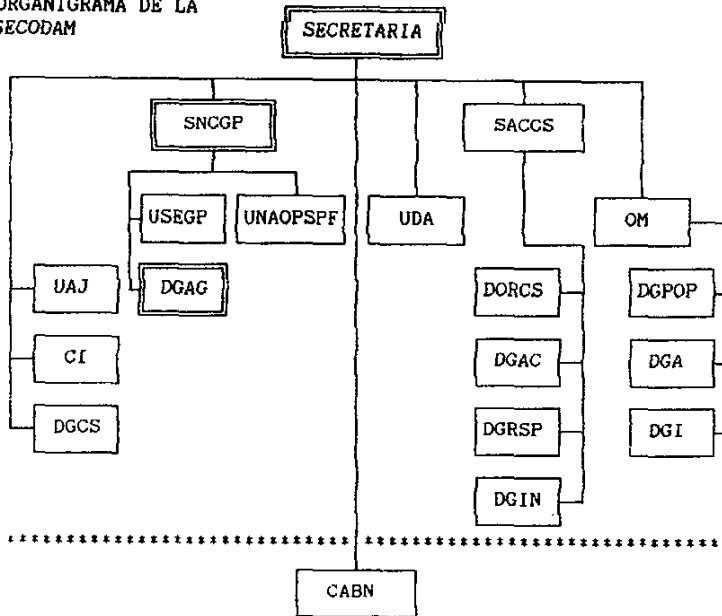 ORGANIGRAMA DE LA
SECODAM
SECRETARIA
SNCGP
SACCS
USEGP
UNAOPSPF
UDA
OM
UAJ
DGAG
DORCS
DGPOP
CI
DGAC
DGA
DGCS
DGRSP
DGI
DGIN
CABN